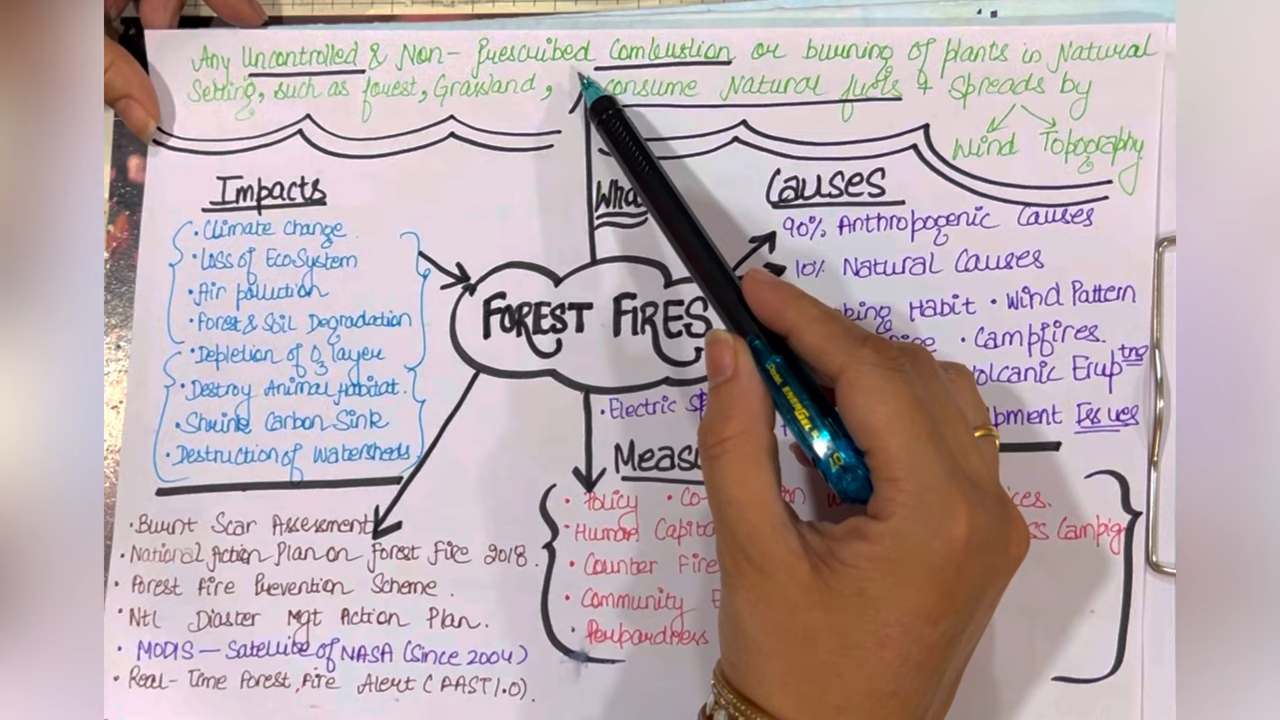 Any Uncontrolled & Non-Prescribed Combustion or burning of plants in Natural
Setting, such as forest, Grassland, consume Natural fuels & Spreads by
Wind Topography
Impacts
• Climate change
• Loss of EcoSystem
• Air pollution
• Forest & Soil Degradation
• Depletion of O3 layer
• Destroy Animal Habitat.
• Shrink Carbon Sink
• Destruction of Watersheds
FOREST FIRES
Causes
90% Anthropogenic Causes
10% Natural Causes
Habit • Wind Pattern
• Campfires.
Eruptng
Issues
• Electric
• Policy
• Human
• Counter Fire
• Community
• Perpardness
• Burnt Scar Assessment
• National Action Plan on Forest Fire 2018.
• Forest Fire Prevention Scheme.
• Ntl Diaster Mgt Action Plan.
• MODIS — Satellite of NASA (Since 2004)
• Real-Time Forest Fire Alert (FAST 1.0).